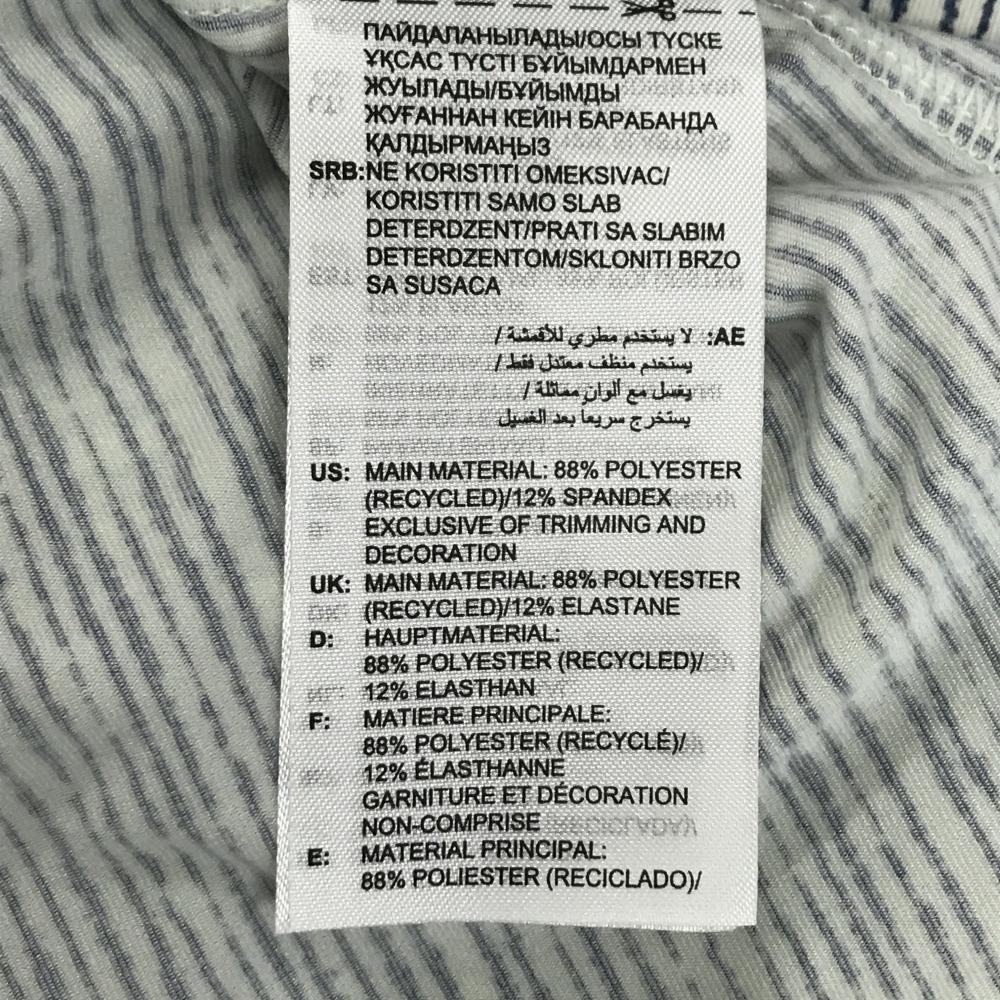 ПАЙДАЛАНЫЛАДЫ/ОСЫ ТҮСКЕ
ҰҚСАС ТҮСТІ БҰЙЫМДАРМЕН
ЖУЫЛАДЫ/БҰЙЫМДЫ
ЖУҒАННАН КЕЙІН БАРАБАНДА
ҚАЛДЫРМАҢЫЗ
SRB:NE KORISTITI OMEKSIVAC/
KORISTITI SAMO SLAB
DETERDZENT/PRATI SA SLABIM
DETERDZENTOM/SKLONITI BRZO
SA SUSACA
AE: لا يستخدم مطري للأقمشة /
يستخدم منظف معتدل فقط /
يغسل مع ألوان مماثلة /
يستخرج سريعاً بعد الغسيل
US: MAIN MATERIAL: 88% POLYESTER
(RECYCLED)/12% SPANDEX
EXCLUSIVE OF TRIMMING AND
DECORATION
UK: MAIN MATERIAL: 88% POLYESTER
(RECYCLED)/12% ELASTANE
D: HAUPTMATERIAL:
88% POLYESTER (RECYCLED)/
12% ELASTHAN
F: MATIERE PRINCIPALE:
88% POLYESTER (RECYCLÉ)/
12% ÉLASTHANNE
GARNITURE ET DÉCORATION
NON-COMPRISE
E: MATERIAL PRINCIPAL:
88% POLIESTER (RECICLADO)/